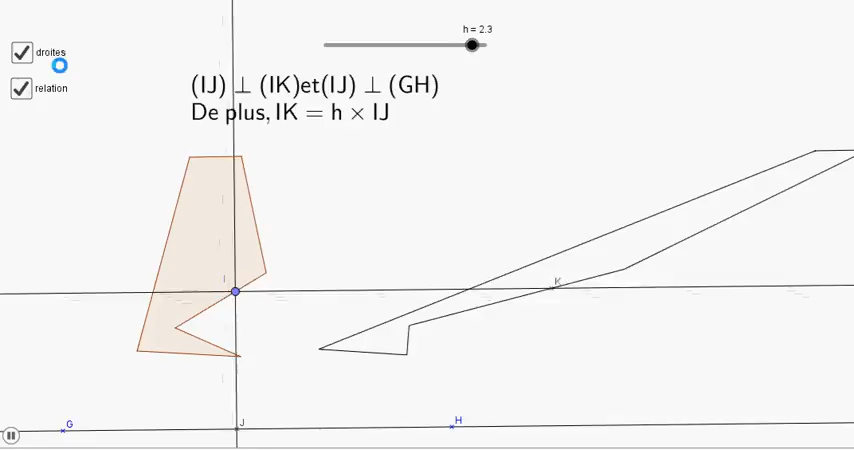 h = 2.3
droites
relation
(IJ) ⊥ (IK)et(IJ) ⊥ (GH)
De plus, IK = h × IJ
I
K
G
J
H